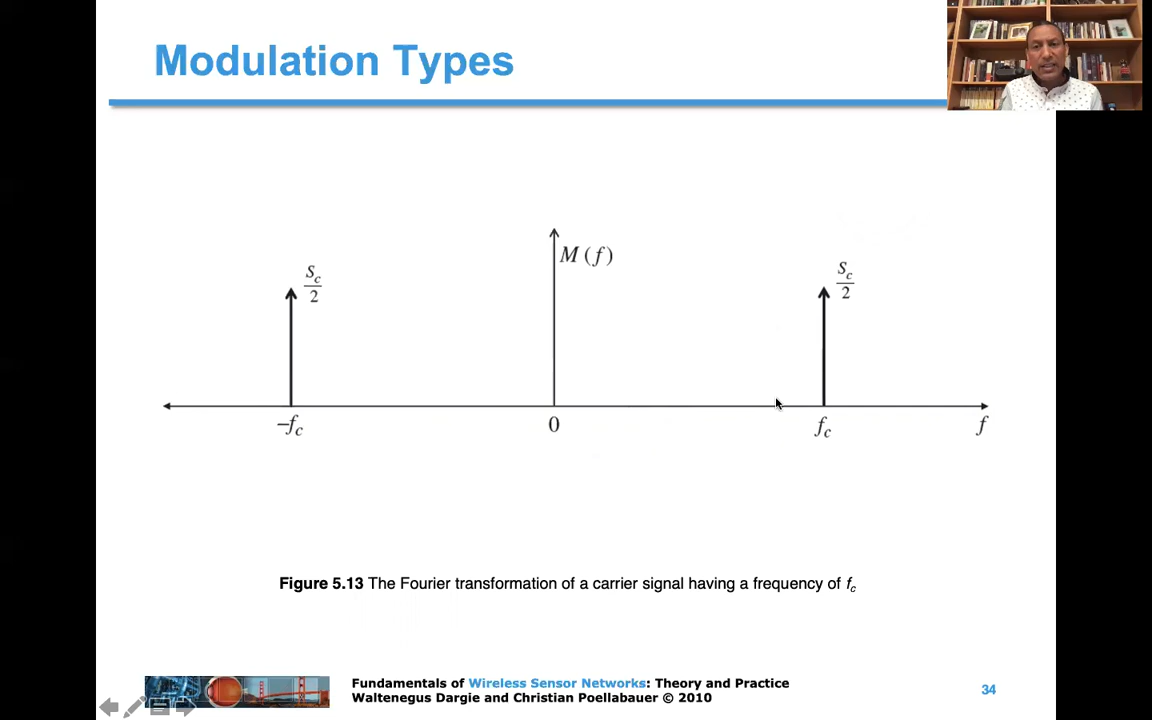 Modulation Types
M (f)
S_c/2
S_c/2
−f_c
0
f_c
f
Figure 5.13 The Fourier transformation of a carrier signal having a frequency of f_c
Fundamentals of Wireless Sensor Networks: Theory and Practice
Waltenegus Dargie and Christian Poellabauer © 2010
34